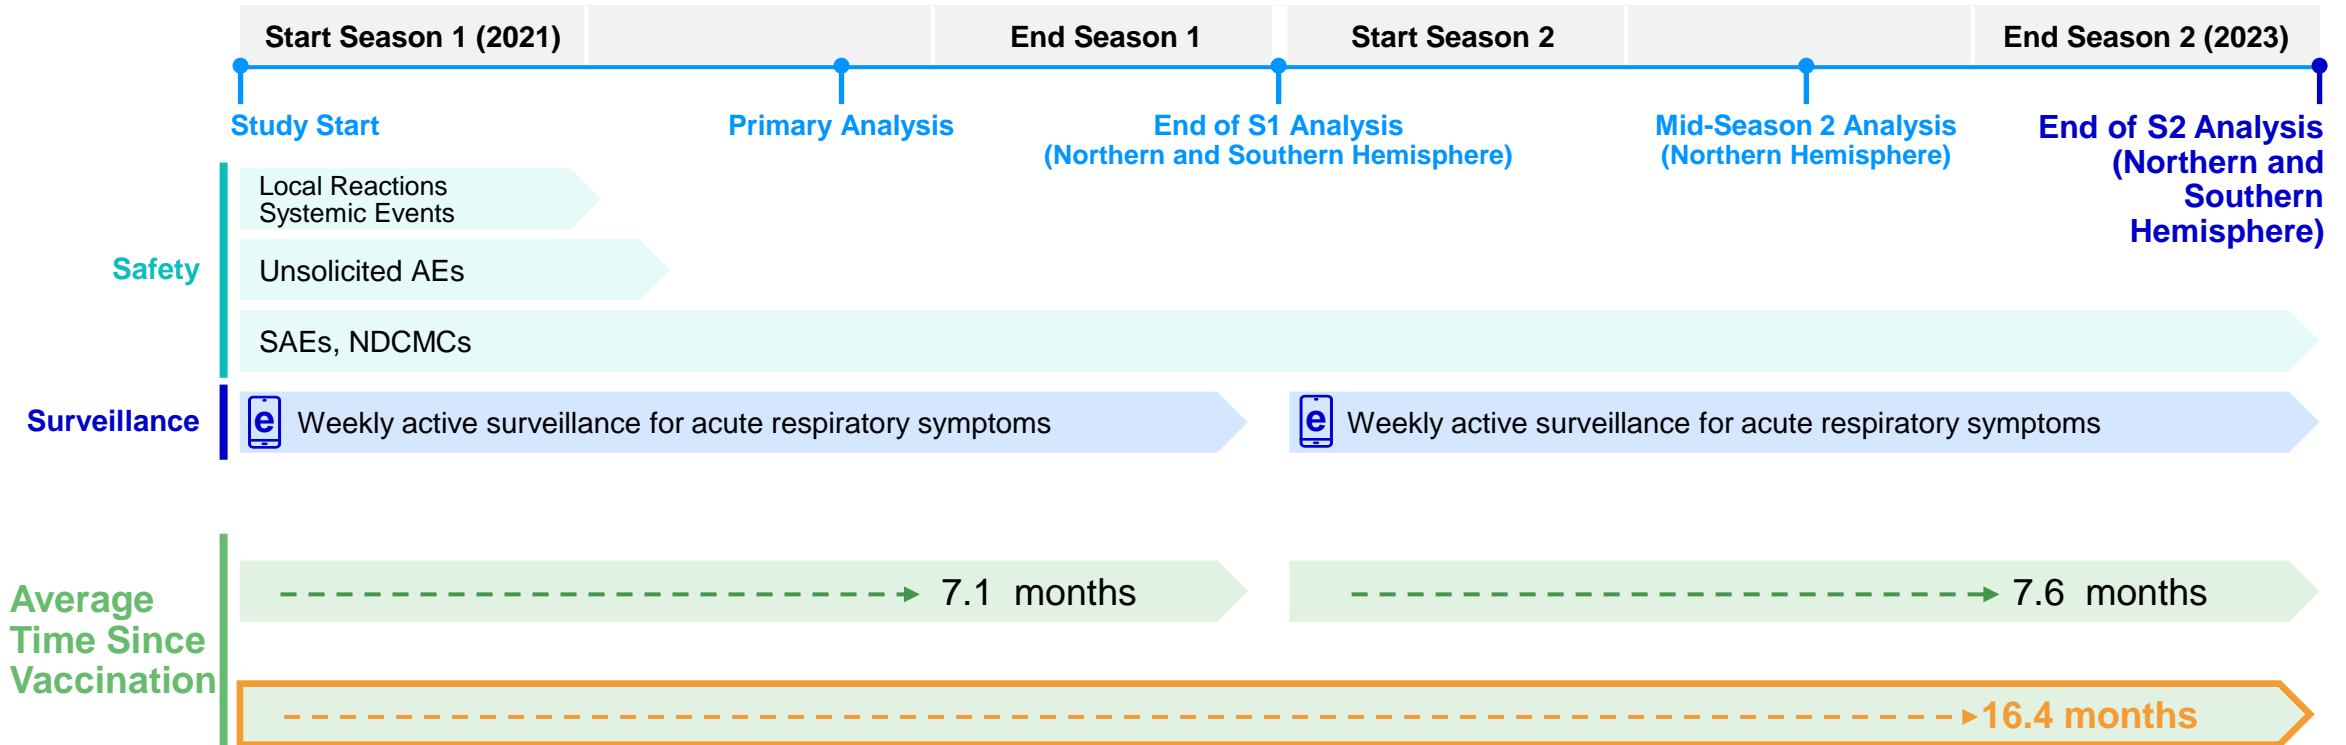 Start Season 1 (2021)
End Season 1
Start Season 2
End Season 2 (2023)
Study Start
Primary Analysis
End of S1 Analysis
(Northern and Southern Hemisphere)
Mid-Season 2 Analysis
(Northern Hemisphere)
End of S2 Analysis
(Northern and
Southern
Hemisphere)
Safety
Local Reactions
Systemic Events
Unsolicited AEs
SAEs, NDCMCs
Surveillance
e Weekly active surveillance for acute respiratory symptoms
e Weekly active surveillance for acute respiratory symptoms
Average
Time Since
Vaccination
7.1 months
7.6 months
16.4 months